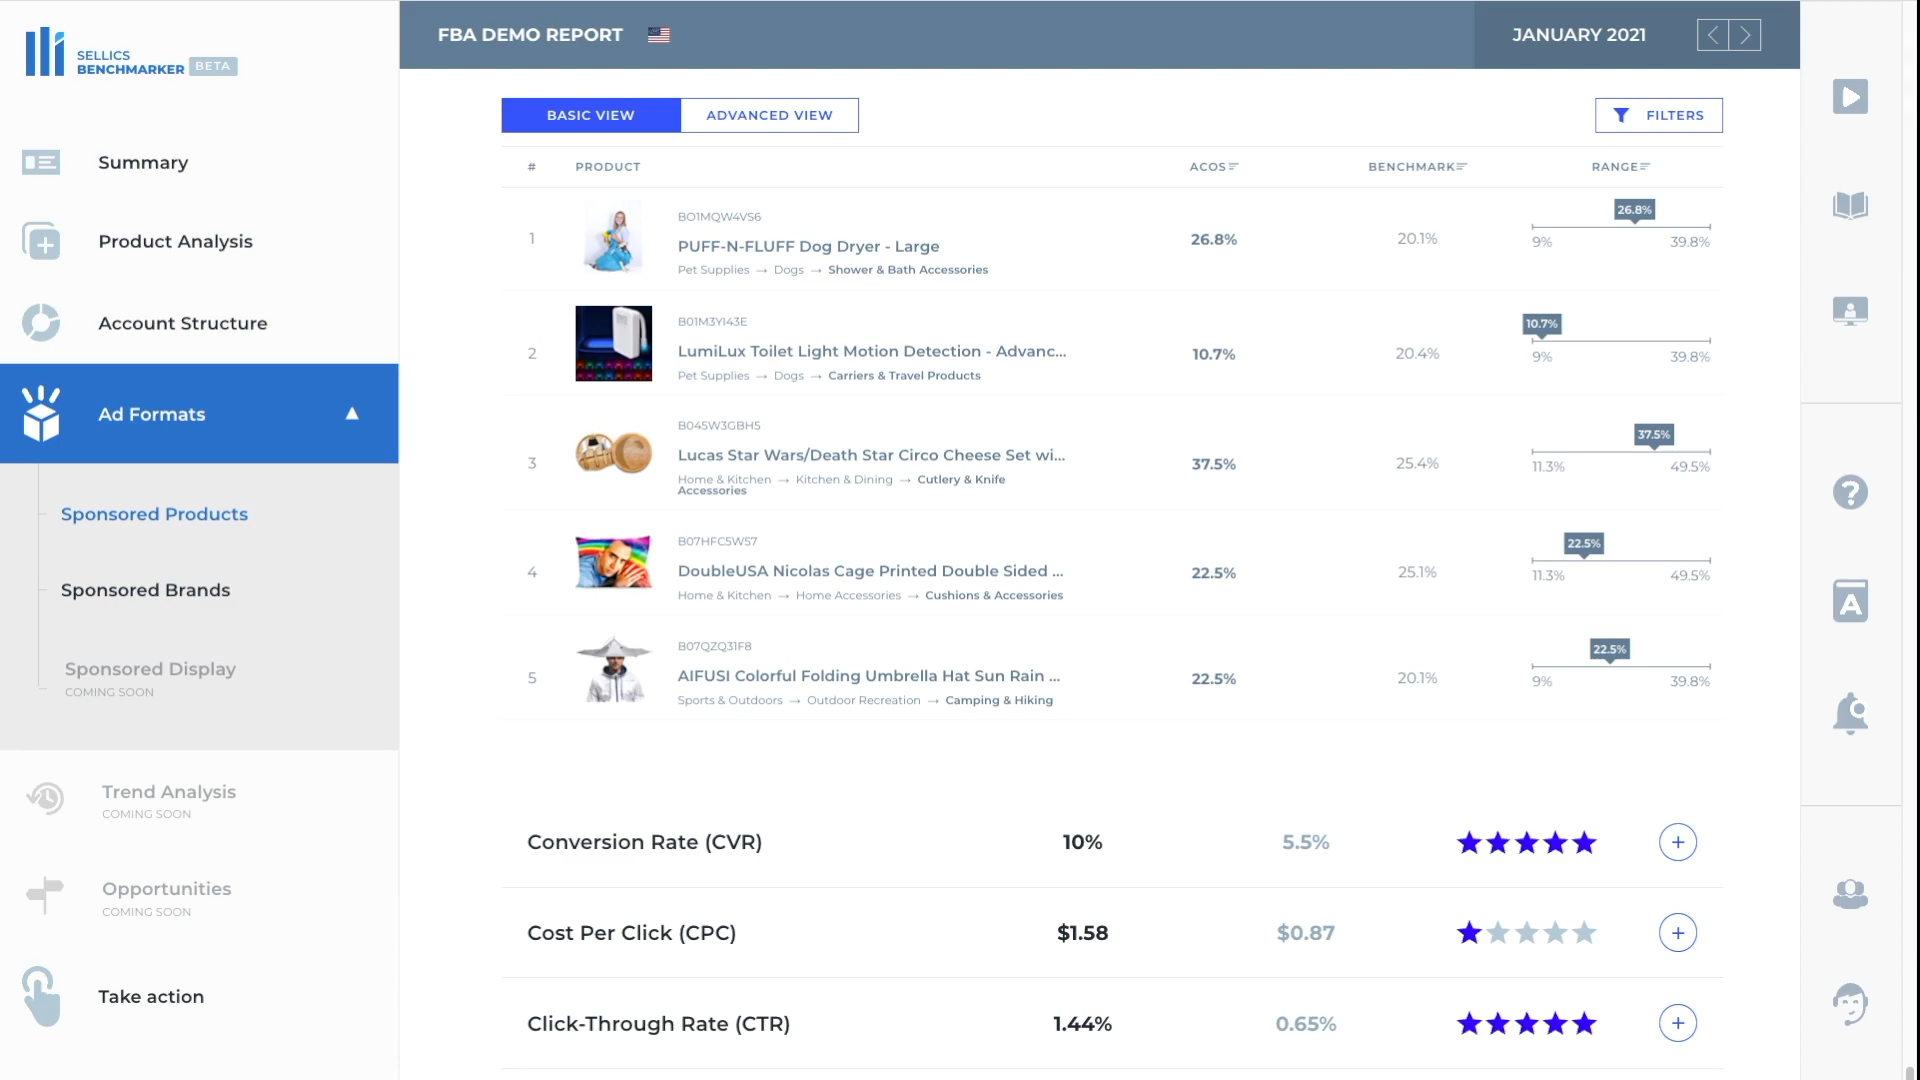 SELLICS
BENCHMARKER BETA
FBA DEMO REPORT
JANUARY 2021
Summary
Product Analysis
Account Structure
Ad Formats
Sponsored Products
Sponsored Brands
Sponsored Display
COMING SOON
Trend Analysis
COMING SOON
Opportunities
COMING SOON
Take action
BASIC VIEW ADVANCED VIEW FILTERS
# PRODUCT ACOS BENCHMARK RANGE
BO1MQW4VS6
1 PUFF-N-FLUFF Dog Dryer - Large 26.8% 20.1% 26.8% 9% 39.8%
Pet Supplies → Dogs → Shower & Bath Accessories
B01M3YI43E
2 LumiLux Toilet Light Motion Detection - Advanc... 10.7% 20.4% 10.7% 9% 39.8%
Pet Supplies → Dogs → Carriers & Travel Products
B045W3GBH5
3 Lucas Star Wars/Death Star Circo Cheese Set wi... 37.5% 25.4% 37.5% 11.3% 49.5%
Home & Kitchen → Kitchen & Dining → Cutlery & Knife
Accessories
B07HFC5W57
4 DoubleUSA Nicolas Cage Printed Double Sided ... 22.5% 25.1% 22.5% 11.3% 49.5%
Home & Kitchen → Home Accessories → Cushions & Accessories
B07QZQ31F8
5 AIFUSI Colorful Folding Umbrella Hat Sun Rain ... 22.5% 20.1% 22.5% 9% 39.8%
Sports & Outdoors → Outdoor Recreation → Camping & Hiking
Conversion Rate (CVR) 10% 5.5%
Cost Per Click (CPC) $1.58 $0.87
Click-Through Rate (CTR) 1.44% 0.65%